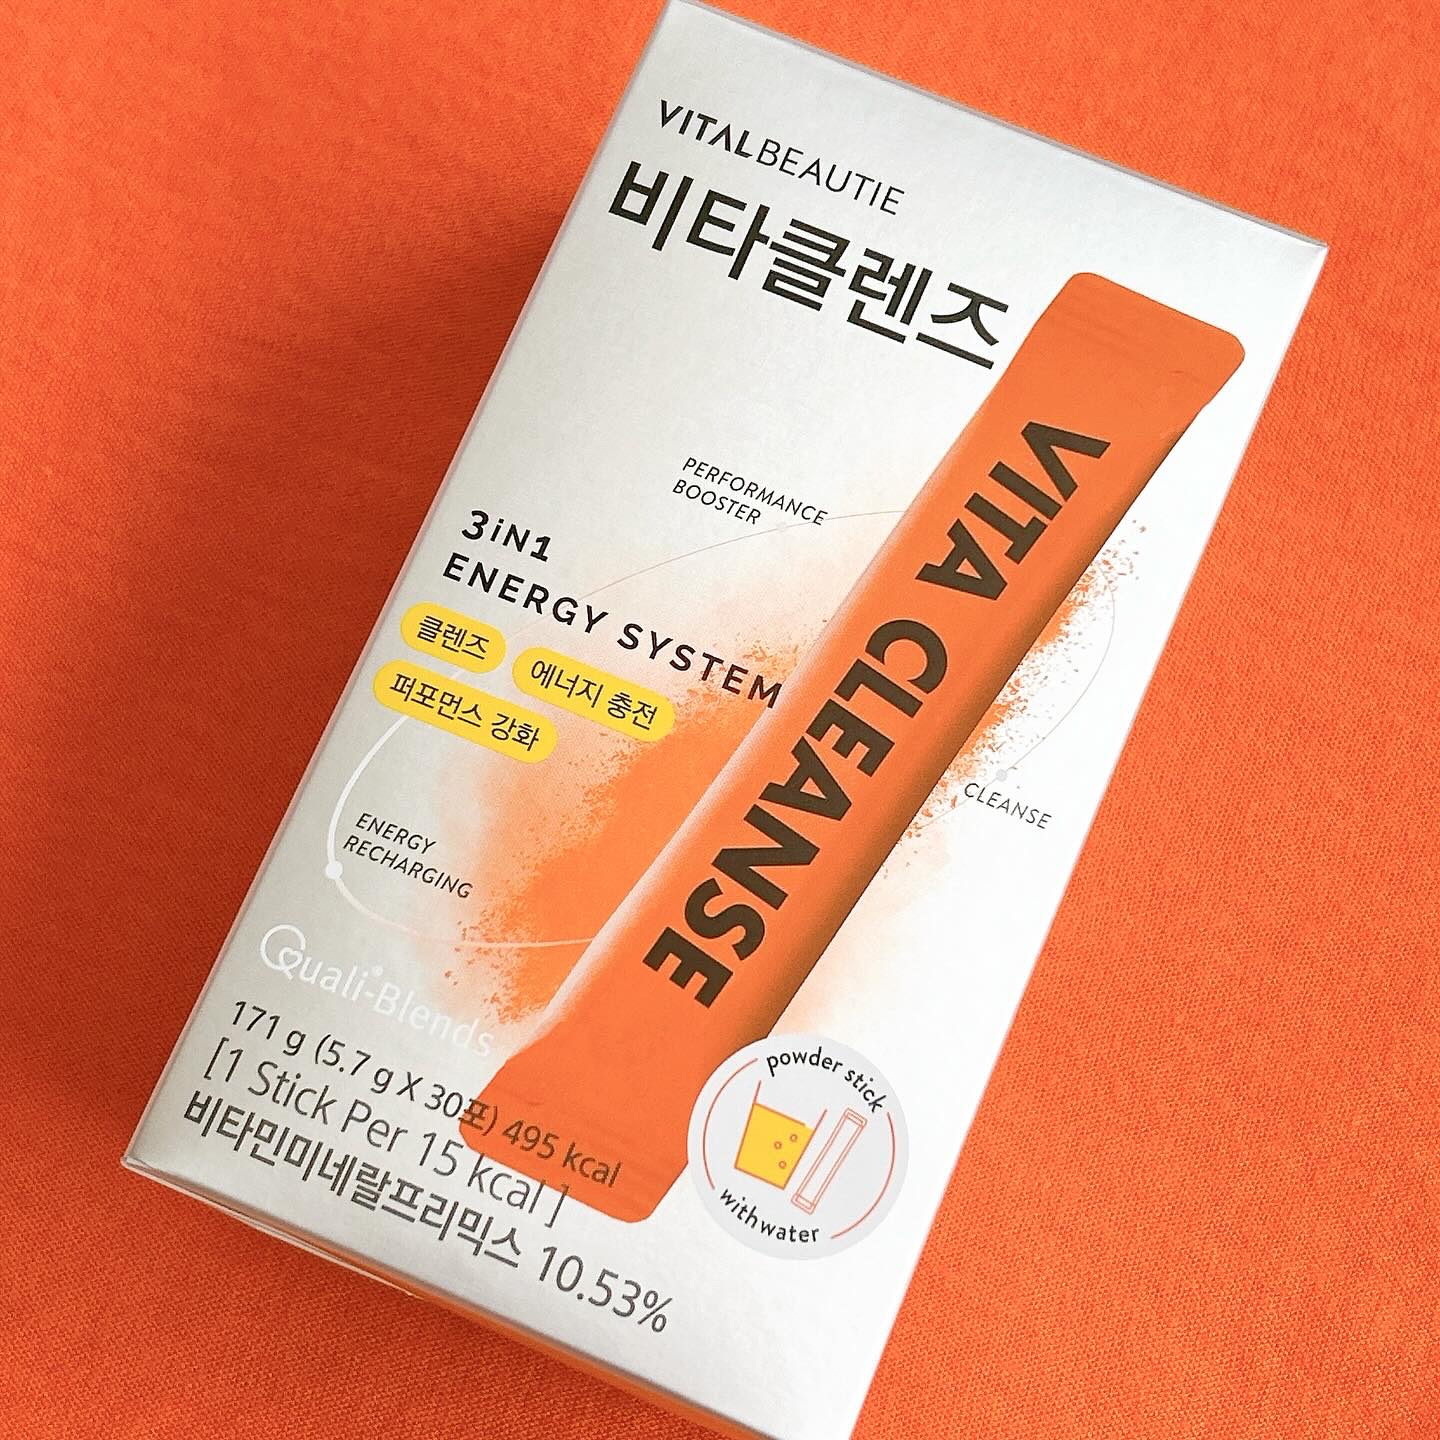 VITALBEAUTIE
비타클렌즈
PERFORMANCE
BOOSTER
3iN1
ENERGY SYSTEM
클렌즈
에너지 충전
퍼포먼스 강화
VITA CLEANSE
CLEANSE
ENERGY
RECHARGING
Quali-Blends
171 g (5.7 g X 30포) 495 kcal
[1 Stick Per 15 kcal ]
비타민미네랄프리믹스 10.53%
powder stick
withwater